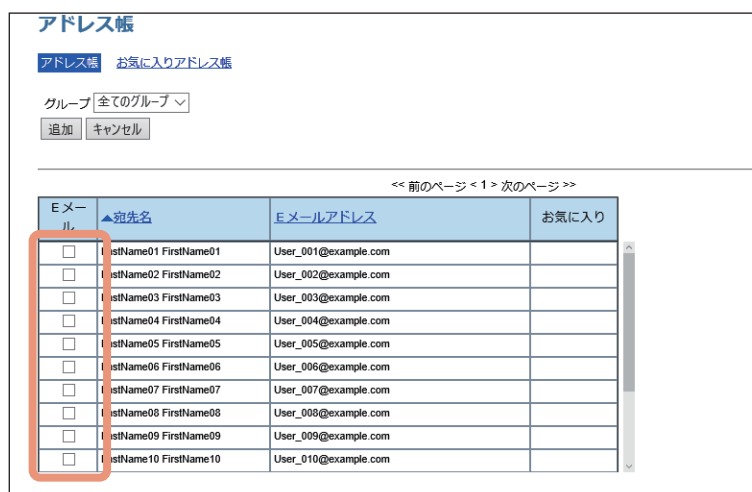 アドレス帳
アドレス帳 お気に入りアドレス帳
グループ 全てのグループ
追加 キャンセル
<< 前のページ < 1 > 次のページ >>
Eメール ▲宛先名 Eメールアドレス お気に入り
FirstName01 User_001@example.com
FirstName02 User_002@example.com
FirstName03 User_003@example.com
FirstName04 User_004@example.com
FirstName05 User_005@example.com
FirstName06 User_006@example.com
FirstName07 User_007@example.com
FirstName08 User_008@example.com
FirstName09 User_009@example.com
FirstName10 User_010@example.com